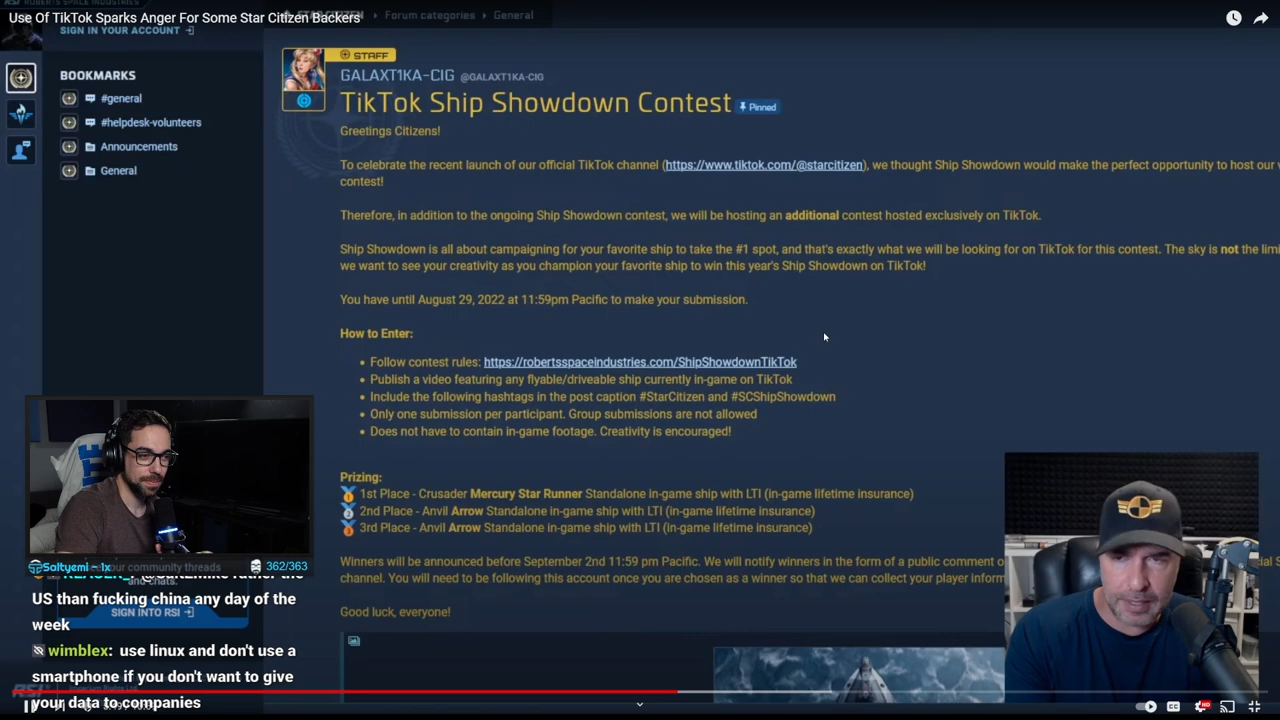 Use Of TikTok Sparks Anger For Some Star Citizen Backers
Forum categories
General
SIGN IN YOUR ACCOUNT
BOOKMARKS
#general
#helpdesk-volunteers
Announcements
General
STAFF
GALAXT1KA-CIG @GALAXT1KA-CIG
TikTok Ship Showdown Contest Pinned
Greetings Citizens!
To celebrate the recent launch of our official TikTok channel (https://www.tiktok.com/@starcitizen), we thought Ship Showdown would make the perfect opportunity to host our
contest!
Therefore, in addition to the ongoing Ship Showdown contest, we will be hosting an additional contest hosted exclusively on TikTok.
Ship Showdown is all about campaigning for your favorite ship to take the #1 spot, and that's exactly what we will be looking for on TikTok for this contest. The sky is not the limi
we want to see your creativity as you champion your favorite ship to win this year's Ship Showdown on TikTok!
You have until August 29, 2022 at 11:59pm Pacific to make your submission.
How to Enter:
• Follow contest rules: https://robertsspaceindustries.com/ShipShowdownTikTok
• Publish a video featuring any flyable/driveable ship currently in-game on TikTok
• Include the following hashtags in the post caption #StarCitizen and #SCShipShowdown
• Only one submission per participant. Group submissions are not allowed
• Does not have to contain in-game footage. Creativity is encouraged!
Prizing:
1st Place - Crusader Mercury Star Runner Standalone in-game ship with LTI (in-game lifetime insurance)
2nd Place - Anvil Arrow Standalone in-game ship with LTI (in-game lifetime insurance)
3rd Place - Anvil Arrow Standalone in-game ship with LTI (in-game lifetime insurance)
Winners will be announced before September 2nd 11:59 pm Pacific. We will notify winners in the form of a public comment o
channel. You will need to be following this account once you are chosen as a winner so that we can collect your player inform
Good luck, everyone!
your community threads
362/363
US than fucking china any day of the
week
SIGN INTO RSI
wimblex: use linux and don't use a
smartphone if you don't want to give
your data to companies